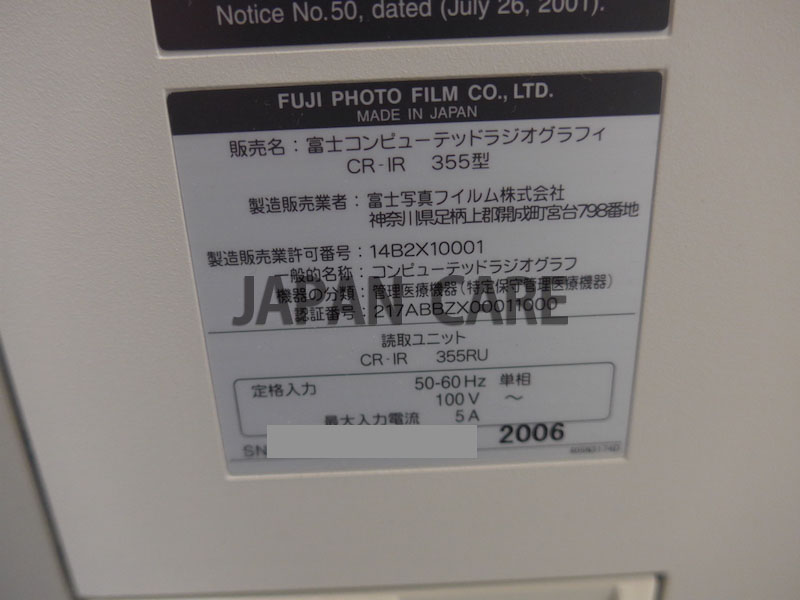 Notice No.50, dated (July 26, 2001).
FUJI PHOTO FILM CO., LTD.
MADE IN JAPAN
販売名：富士コンピューテッドラジオグラフィ
CR-IR 355型
製造販売業者：富士写真フイルム株式会社
神奈川県足柄上郡開成町宮台798番地
製造販売業許可番号：14B2X10001
一般的名称：コンピューテッドラジオグラフ
機器の分類：管理医療機器(特定保守管理医療機器)
JAPAN CARE
認証番号：217ABBZX00011000
読取ユニット
CR-IR 355RU
定格入力 50-60Hz 単相
100V ～
最大入力電流 5A
SN 2006